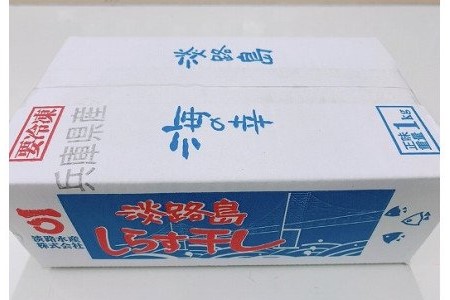 淡路島
海の幸
要冷凍
兵庫県産
正味
重量
1kg
淡路島
しらす干し
淡路水産
株式会社